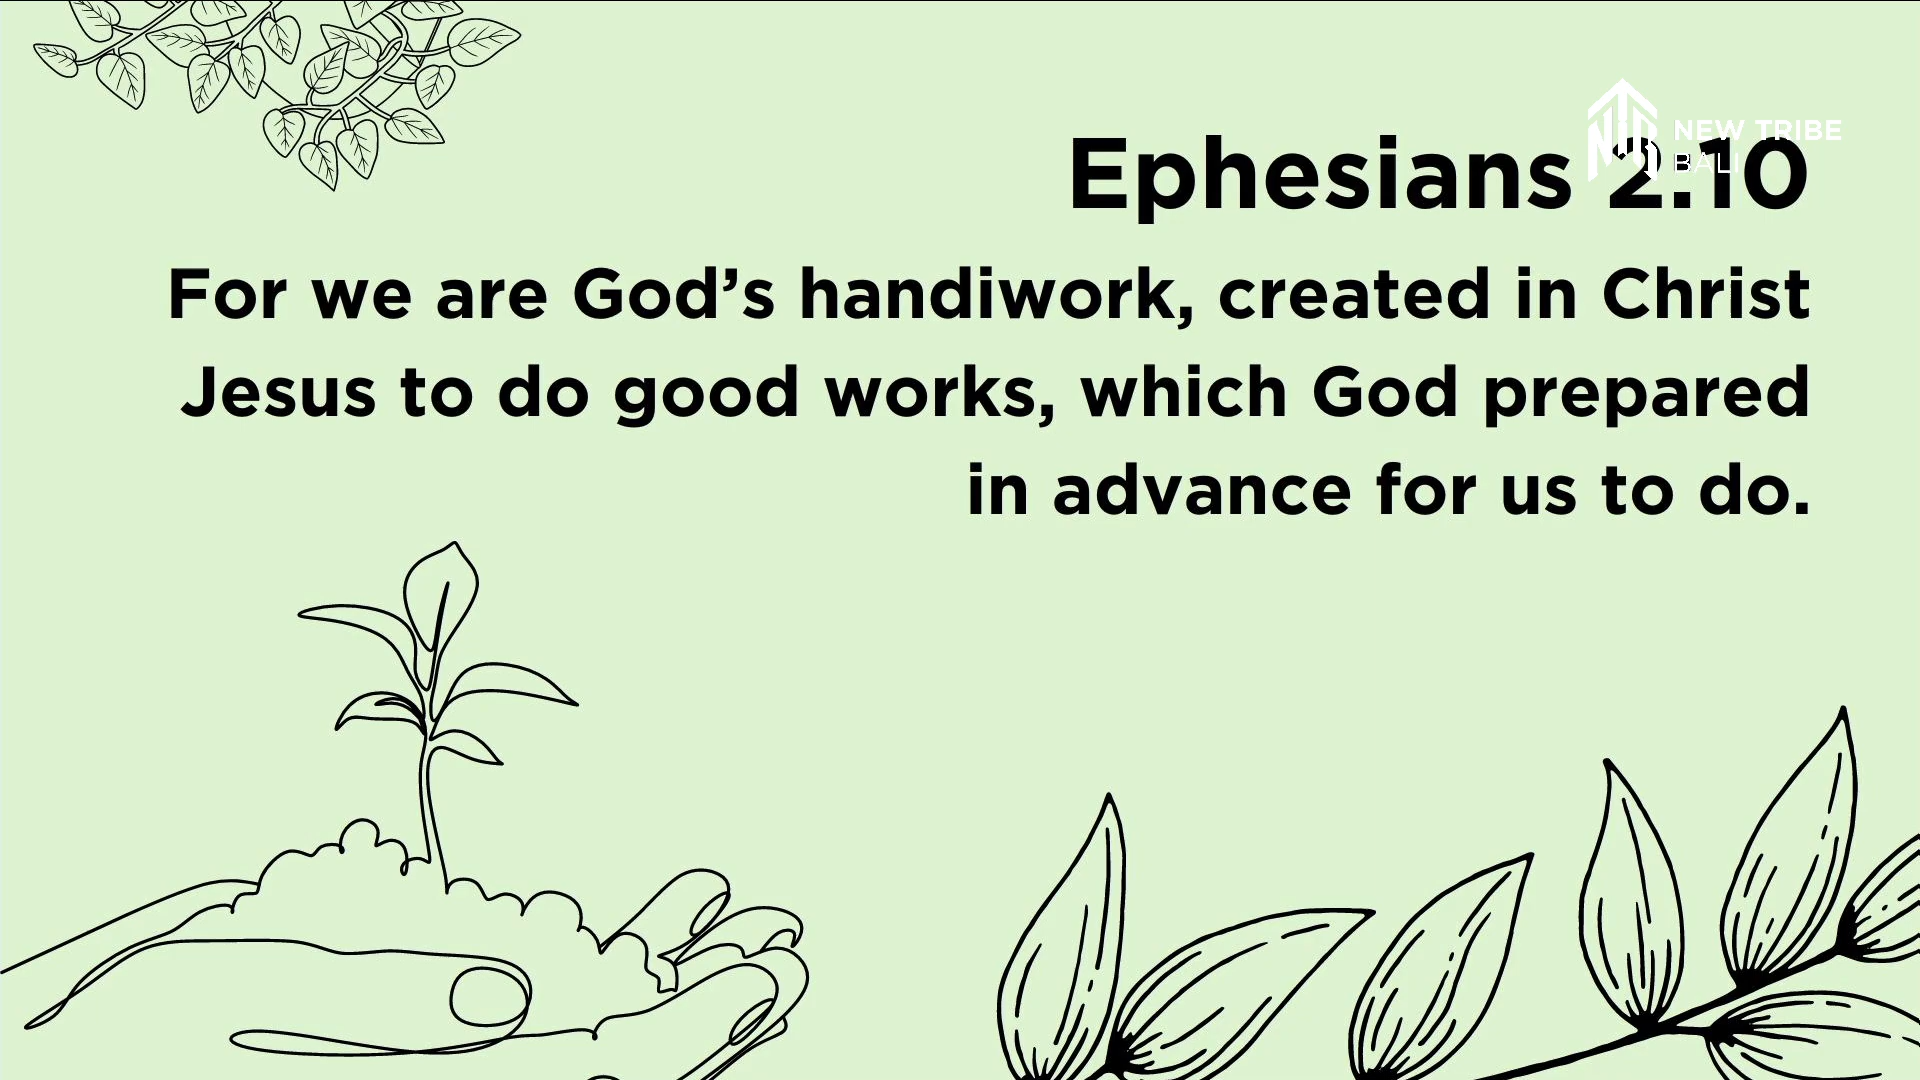 NEW TRIBE
BALI
Ephesians 2:10
For we are God’s handiwork, created in Christ
Jesus to do good works, which God prepared
in advance for us to do.